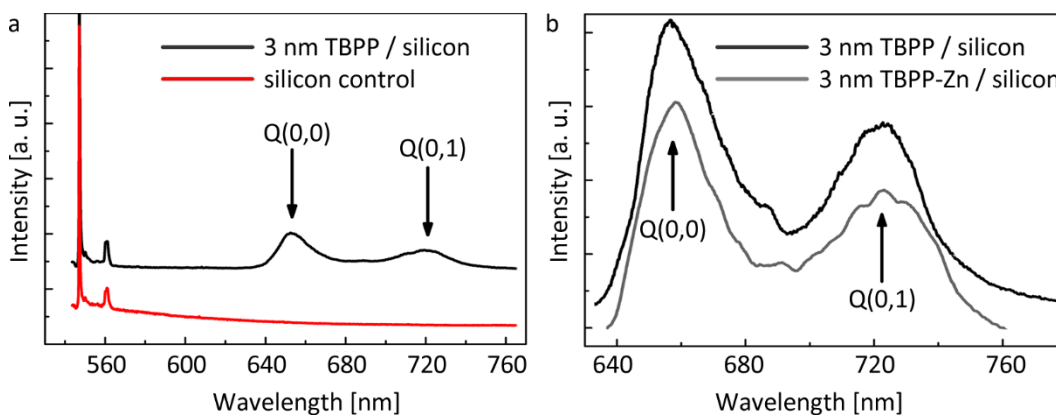 a
3 nm TBPP / silicon
silicon control
Q(0,0)
Q(0,1)
Intensity [a. u.]
560 600 640 680 720 760
Wavelength [nm]
b
3 nm TBPP / silicon
3 nm TBPP-Zn / silicon
Q(0,0)
Q(0,1)
Intensity [a. u.]
640 680 720 760
Wavelength [nm]